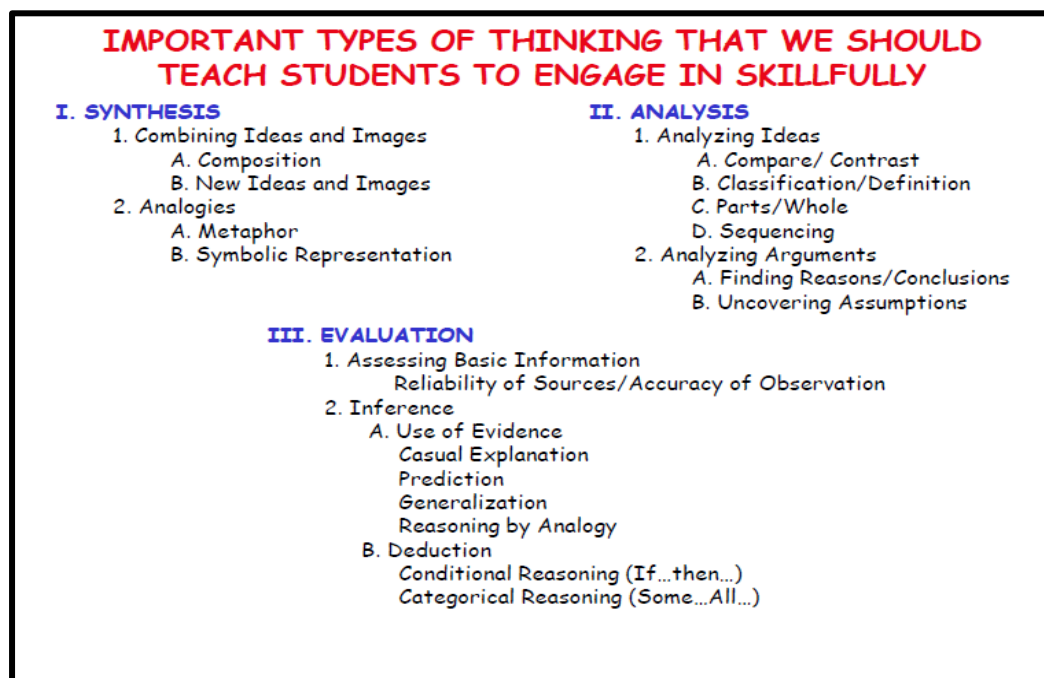 IMPORTANT TYPES OF THINKING THAT WE SHOULD
TEACH STUDENTS TO ENGAGE IN SKILLFULLY
I. SYNTHESIS
1. Combining Ideas and Images
A. Composition
B. New Ideas and Images
2. Analogies
A. Metaphor
B. Symbolic Representation
II. ANALYSIS
1. Analyzing Ideas
A. Compare/ Contrast
B. Classification/Definition
C. Parts/Whole
D. Sequencing
2. Analyzing Arguments
A. Finding Reasons/Conclusions
B. Uncovering Assumptions
III. EVALUATION
1. Assessing Basic Information
Reliability of Sources/Accuracy of Observation
2. Inference
A. Use of Evidence
Casual Explanation
Prediction
Generalization
Reasoning by Analogy
B. Deduction
Conditional Reasoning (If...then...)
Categorical Reasoning (Some...All...)